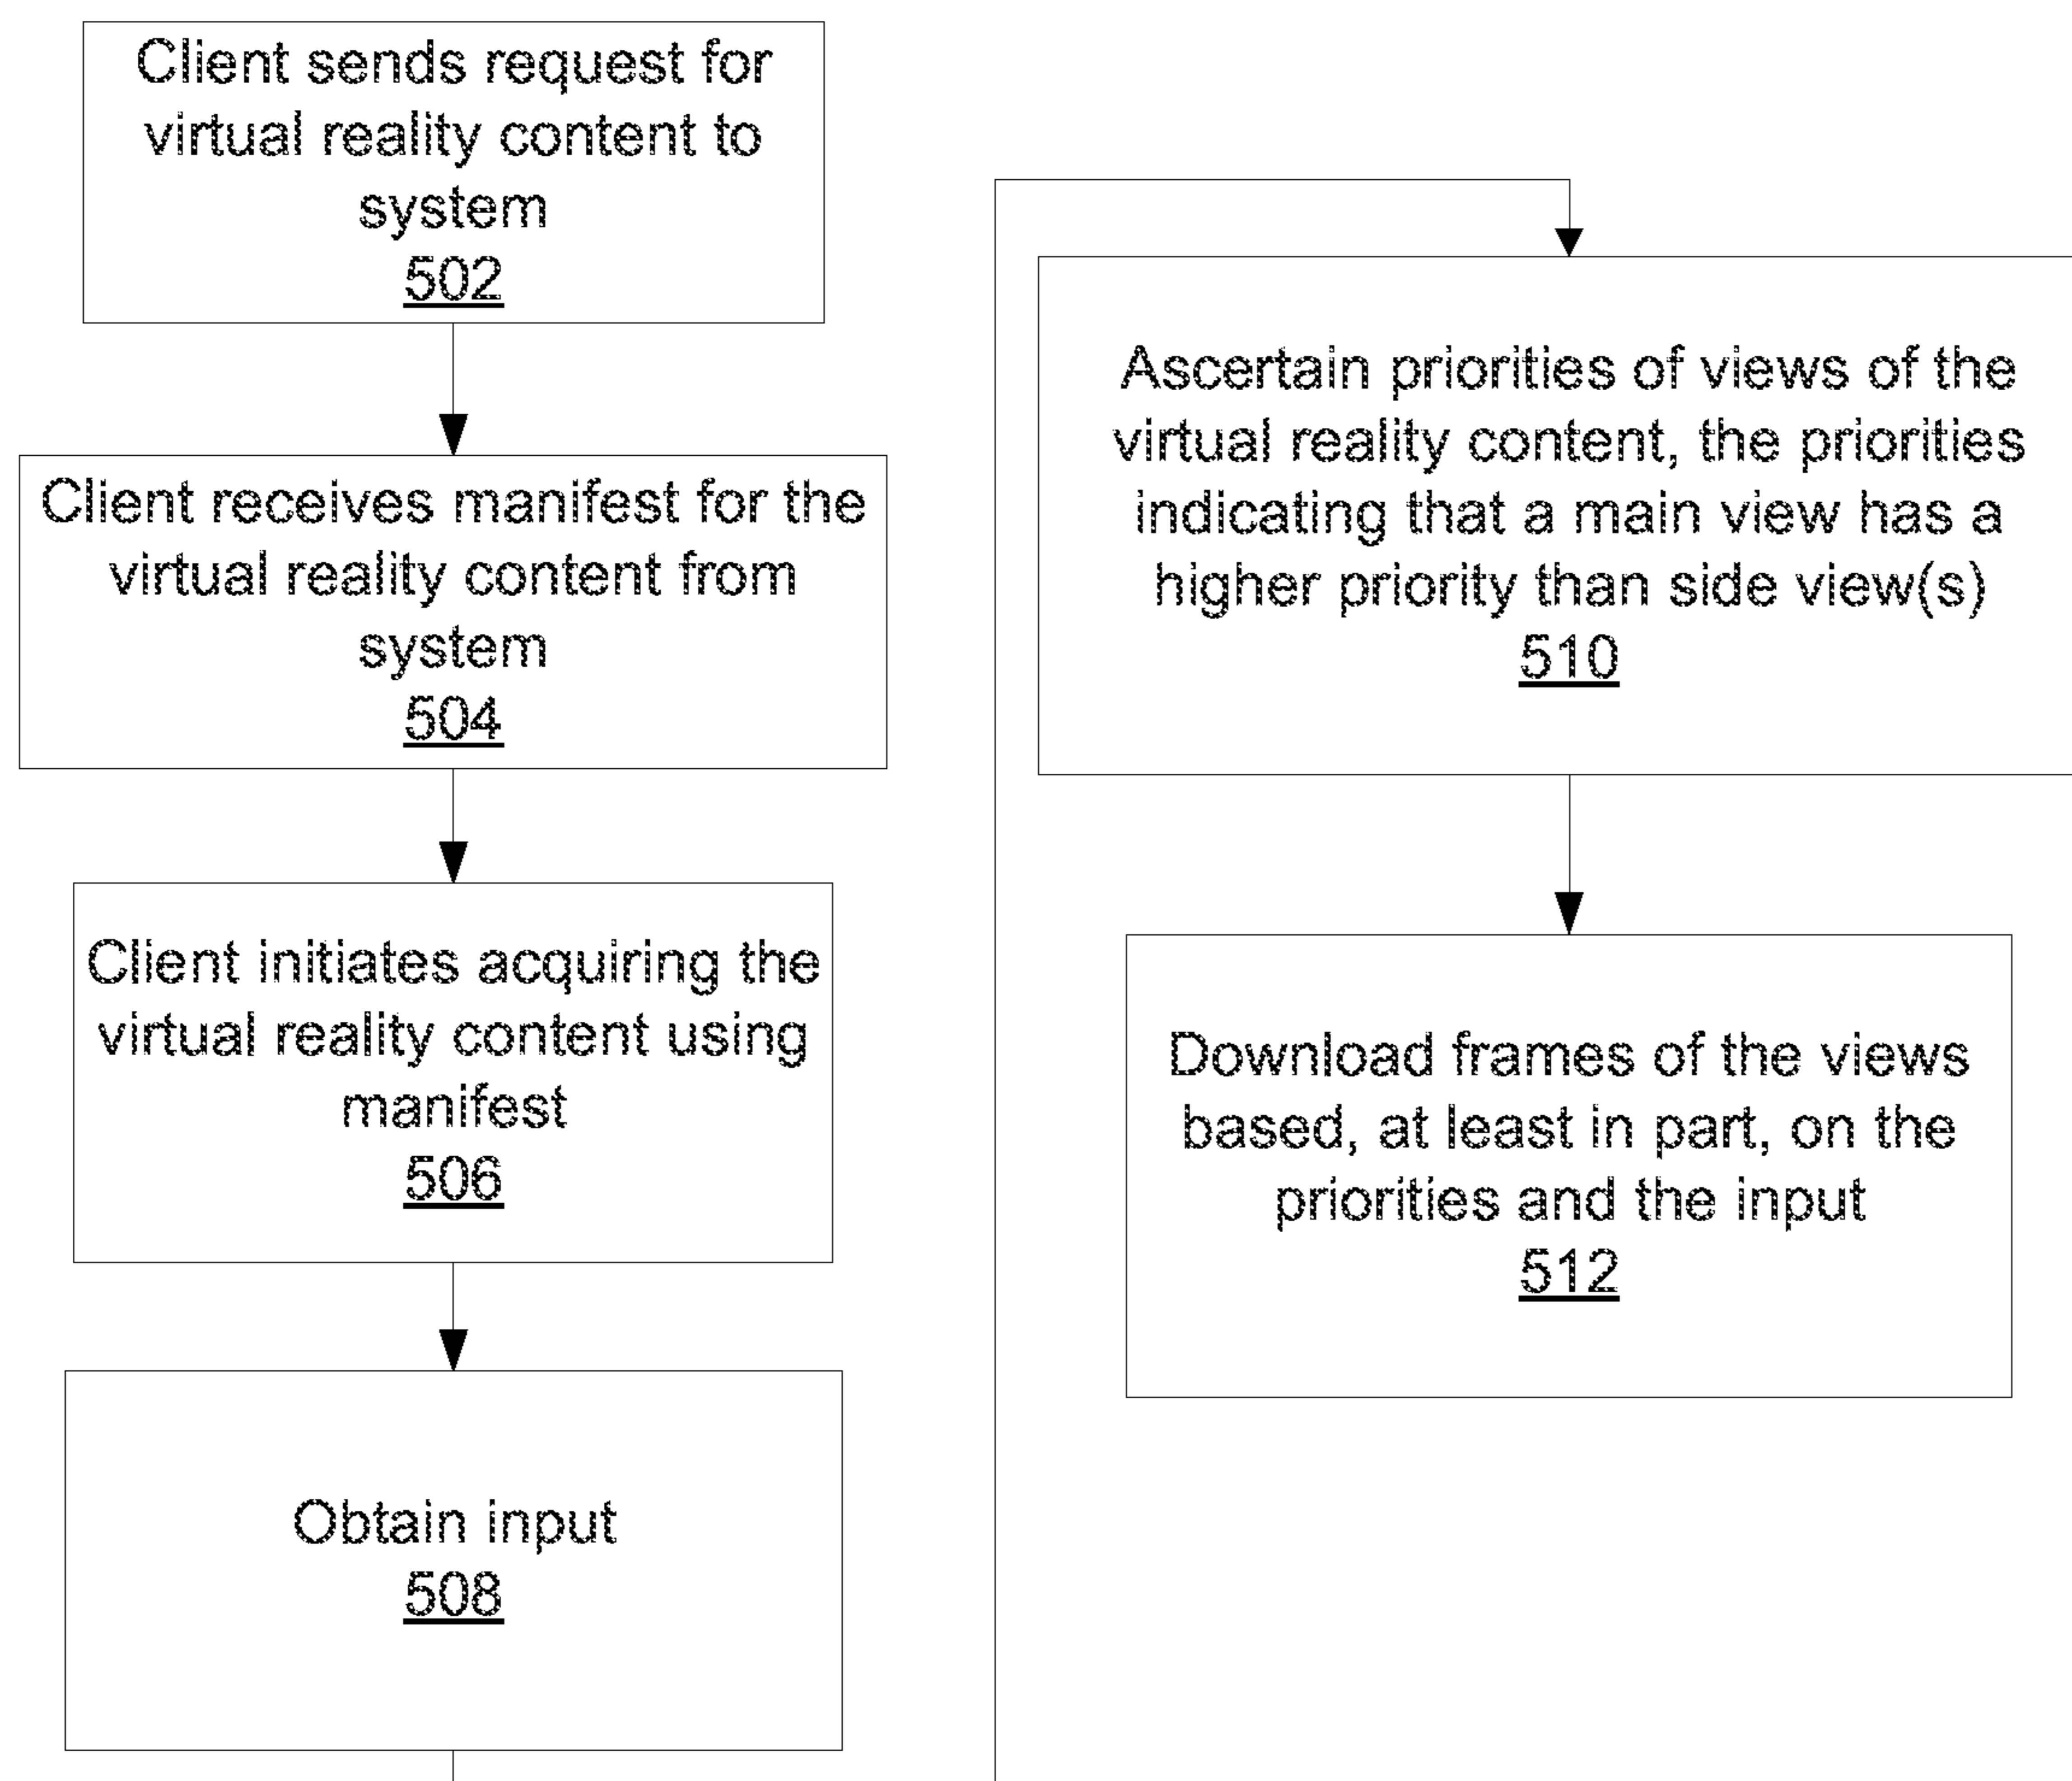 Client sends request for
virtual reality content to
system
502
Client receives manifest for the
virtual reality content from
system
504
Client initiates acquiring the
virtual reality content using
manifest
506
Obtain input
508
Ascertain priorities of views of the
virtual reality content, the priorities
indicating that a main view has a
higher priority than side view(s)
510
Download frames of the views
based, at least in part, on the
priorities and the input
512